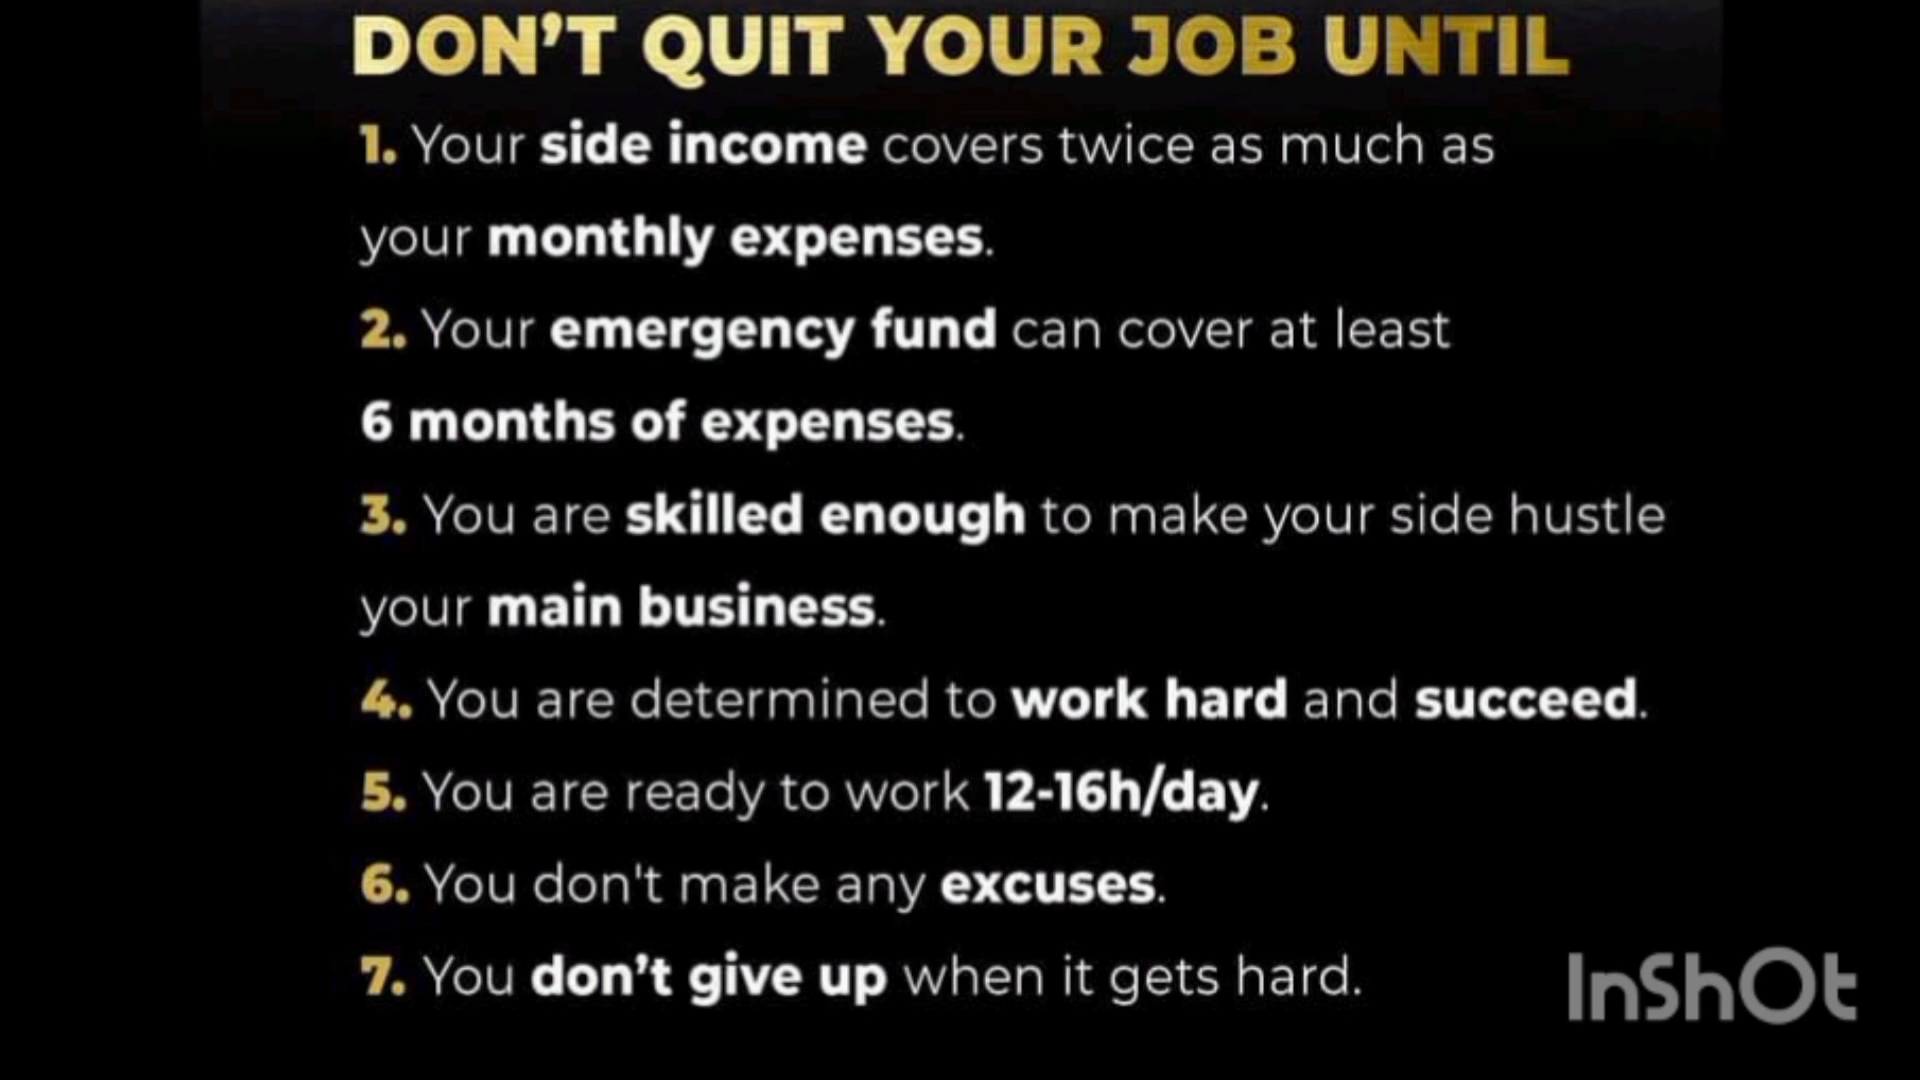 DON’T QUIT YOUR JOB UNTIL
1. Your side income covers twice as much as
your monthly expenses.
2. Your emergency fund can cover at least
6 months of expenses.
3. You are skilled enough to make your side hustle
your main business.
4. You are determined to work hard and succeed.
5. You are ready to work 12-16h/day.
6. You don't make any excuses.
7. You don’t give up when it gets hard.
InShOt